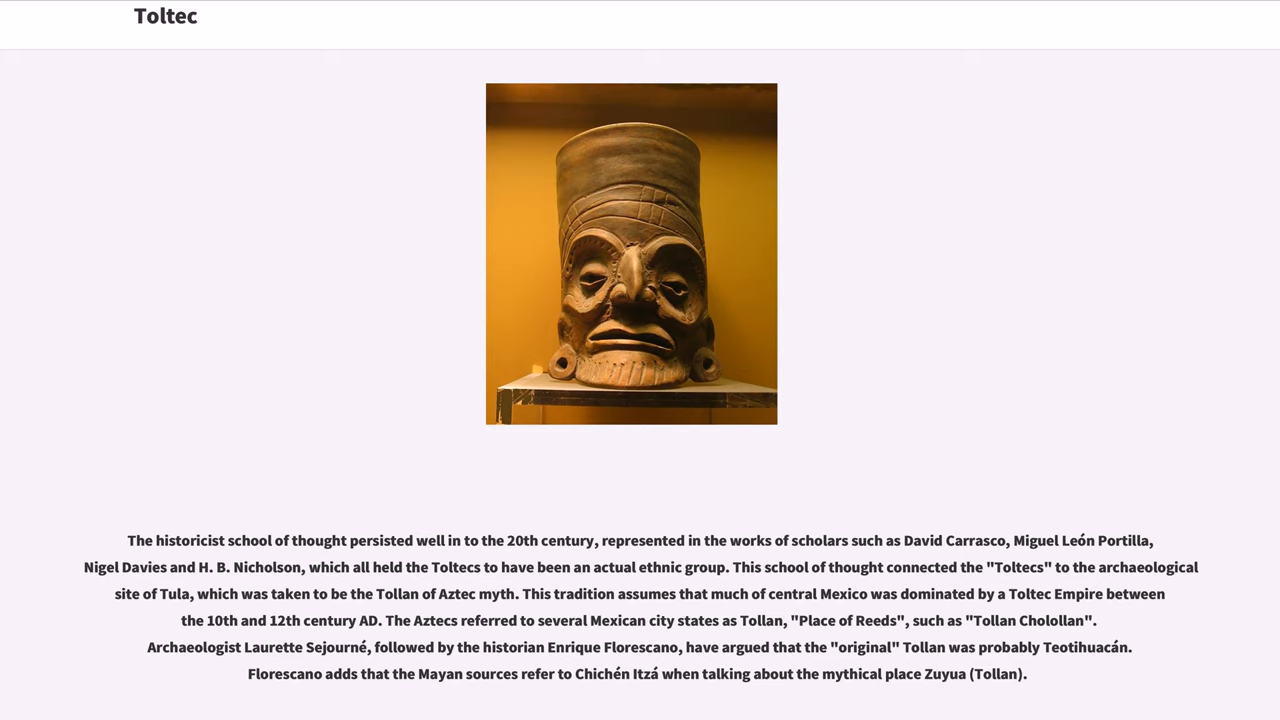 Toltec
The historicist school of thought persisted well in to the 20th century, represented in the works of scholars such as David Carrasco, Miguel León Portilla,
Nigel Davies and H. B. Nicholson, which all held the Toltecs to have been an actual ethnic group. This school of thought connected the "Toltecs" to the archaeological
site of Tula, which was taken to be the Tollan of Aztec myth. This tradition assumes that much of central Mexico was dominated by a Toltec Empire between
the 10th and 12th century AD. The Aztecs referred to several Mexican city states as Tollan, "Place of Reeds", such as "Tollan Cholollan".
Archaeologist Laurette Sejourné, followed by the historian Enrique Florescano, have argued that the "original" Tollan was probably Teotihuacán.
Florescano adds that the Mayan sources refer to Chichén Itzá when talking about the mythical place Zuyua (Tollan).